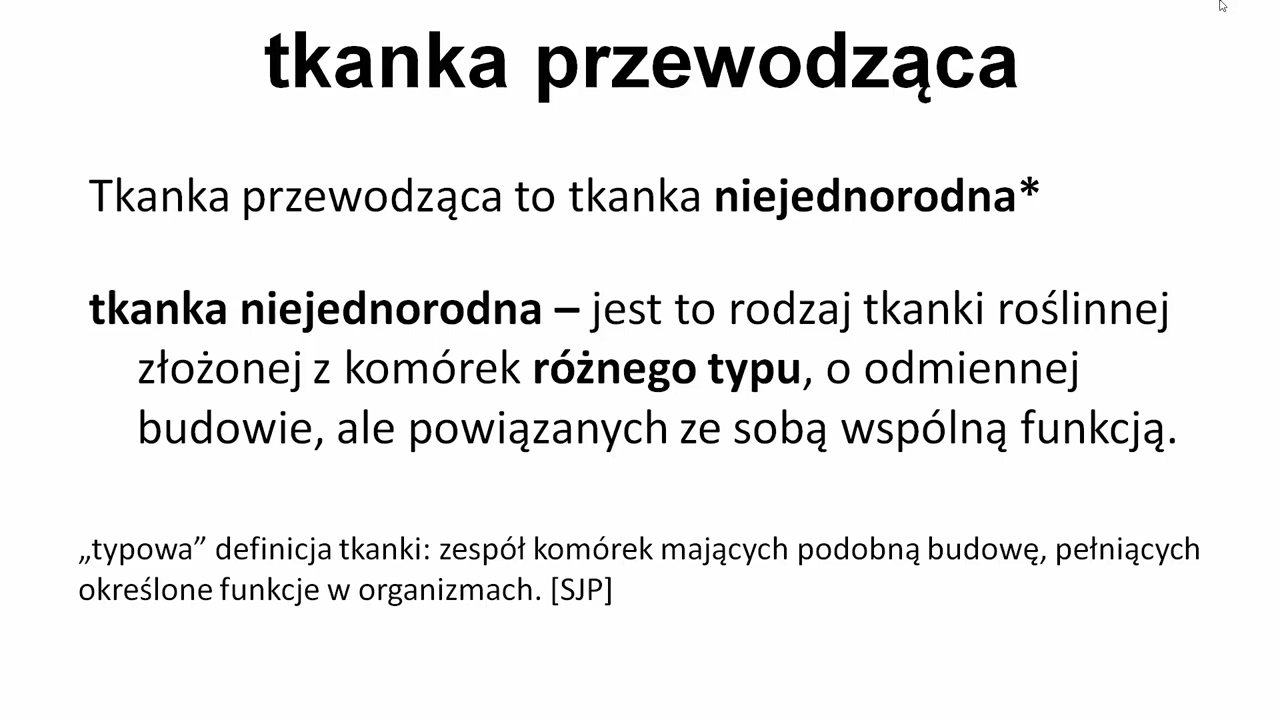 tkanka przewodząca
Tkanka przewodząca to tkanka niejednorodna*
tkanka niejednorodna – jest to rodzaj tkanki roślinnej
złożonej z komórek różnego typu, o odmiennej
budowie, ale powiązanych ze sobą wspólną funkcją.
„typowa” definicja tkanki: zespół komórek mających podobną budowę, pełniących
określone funkcje w organizmach. [SJP]